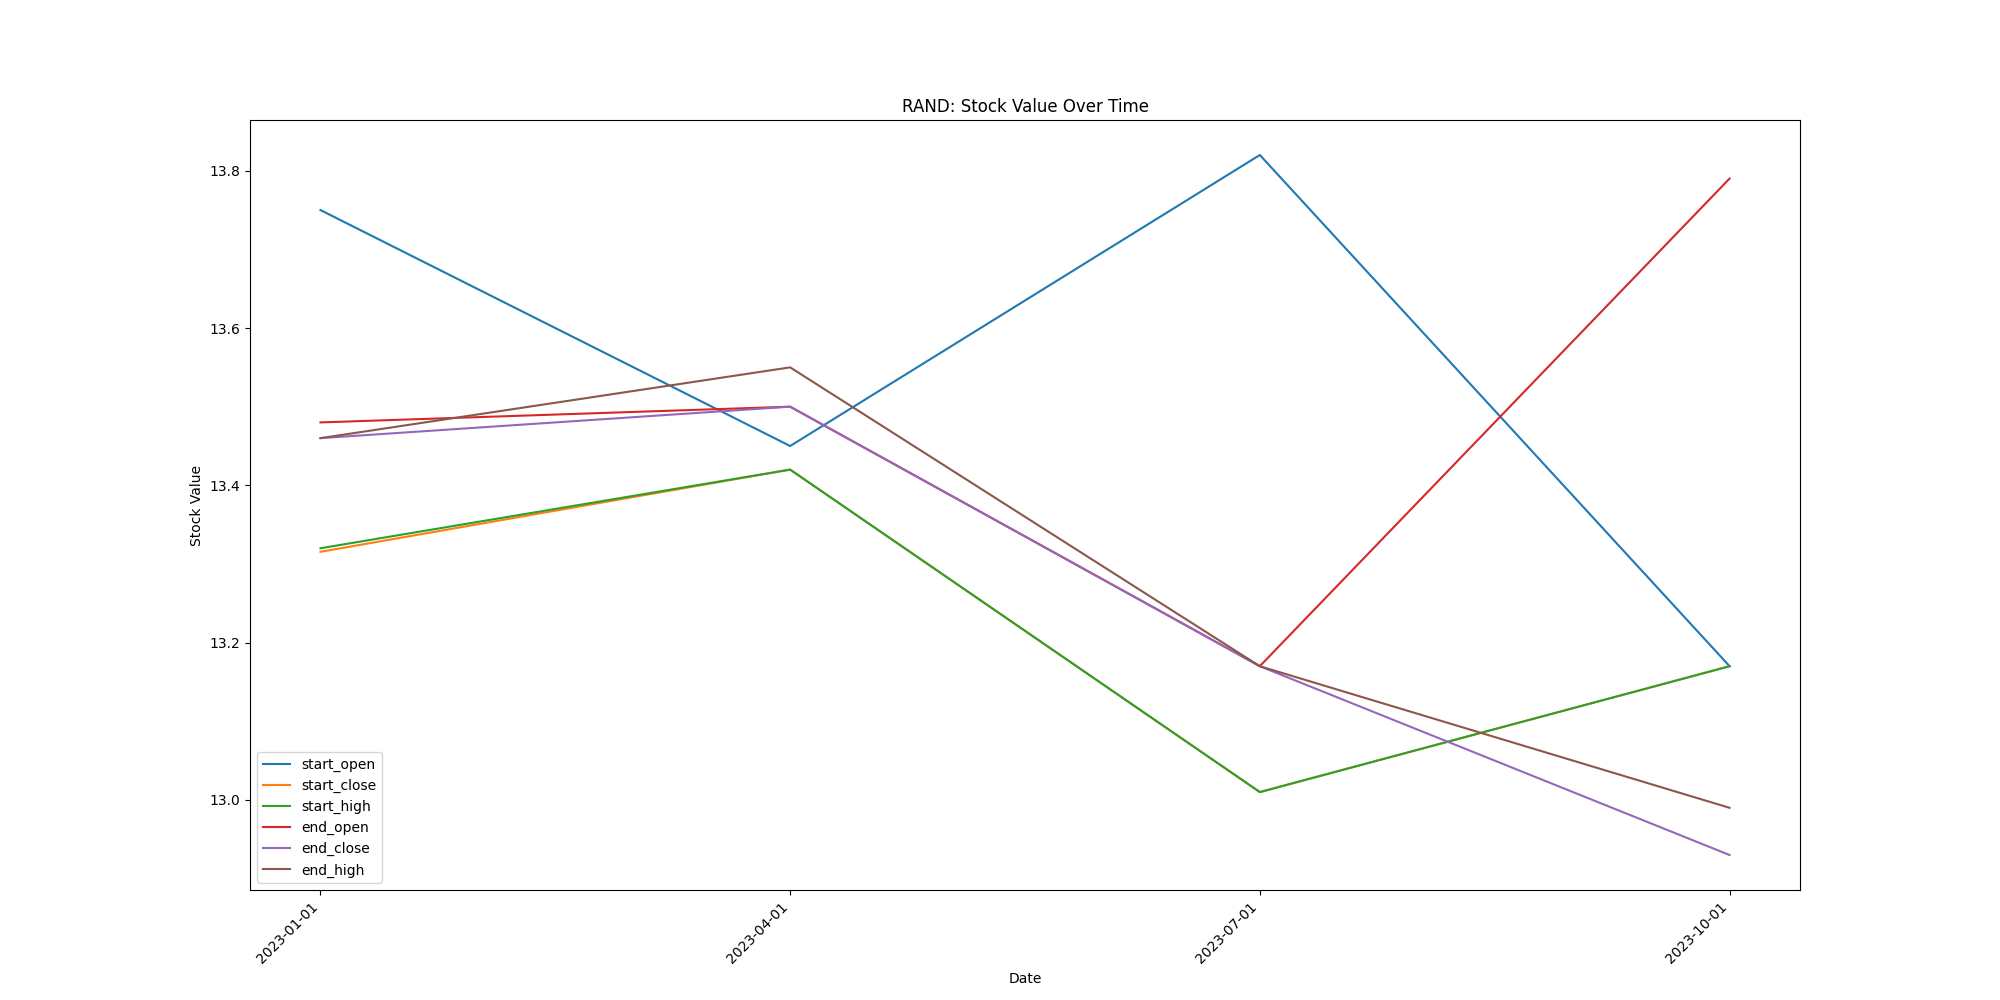 RAND: Stock Value Over Time
Stock Value
13.8
13.6
13.4
13.2
13.0
start_open
start_close
start_high
end_open
end_close
end_high
2023-01-01
2023-04-01
2023-07-01
2023-10-01
Date